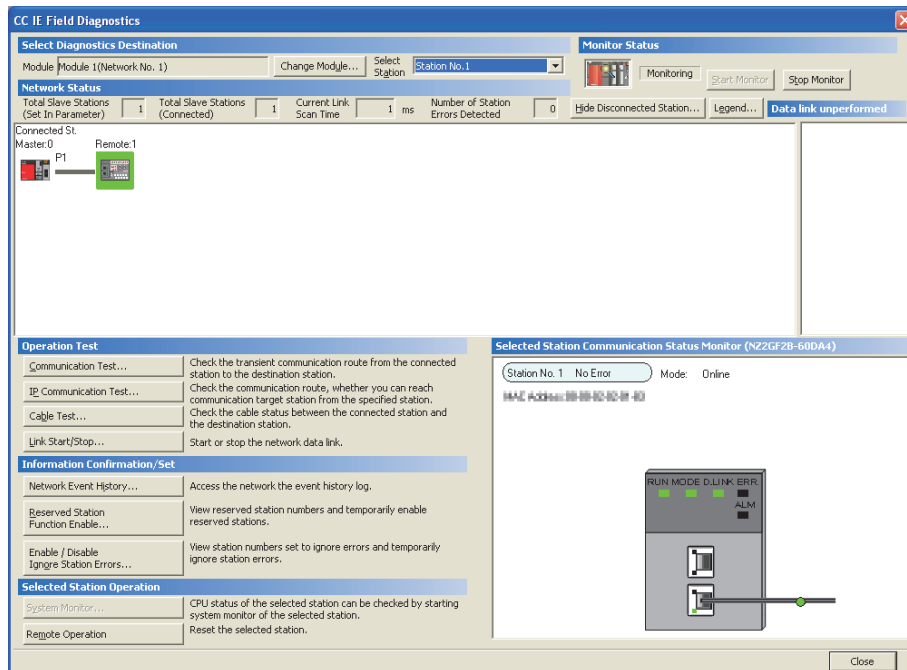 CC IE Field Diagnostics
Select Diagnostics Destination
Monitor Status
Module Module 1(Network No. 1)
Change Module...
Select
Station
Station No.1
Monitoring
Start Monitor
Stop Monitor
Network Status
Total Slave Stations
(Set In Parameter)
1
Total Slave Stations
(Connected)
1
Current Link
Scan Time
1 ms
Number of Station
Errors Detected
0
Hide Disconnected Station...
Legend...
Data link unperformed
Connected St.
Master:0
Remote:1
P1
Operation Test
Communication Test...
Check the transient communication route from the connected
station to the destination station.
IP Communication Test...
Check the communication route, whether you can reach
communication target station from the specified station.
Cable Test...
Check the cable status between the connected station and
the destination station.
Link Start/Stop...
Start or stop the network data link.
Information Confirmation/Set
Network Event History...
Access the network the event history log.
Reserved Station
Function Enable...
View reserved station numbers and temporarily enable
reserved stations.
Enable / Disable
Ignore Station Errors...
View station numbers set to ignore errors and temporarily
ignore station errors.
Selected Station Operation
System Monitor...
CPU status of the selected station can be checked by starting
system monitor of the selected station.
Remote Operation
Reset the selected station.
Selected Station Communication Status Monitor (NZ2GF2B-60DA4)
Station No. 1 No Error
Mode: Online
RUN MODE D.LINK ERR.
ALM
Close